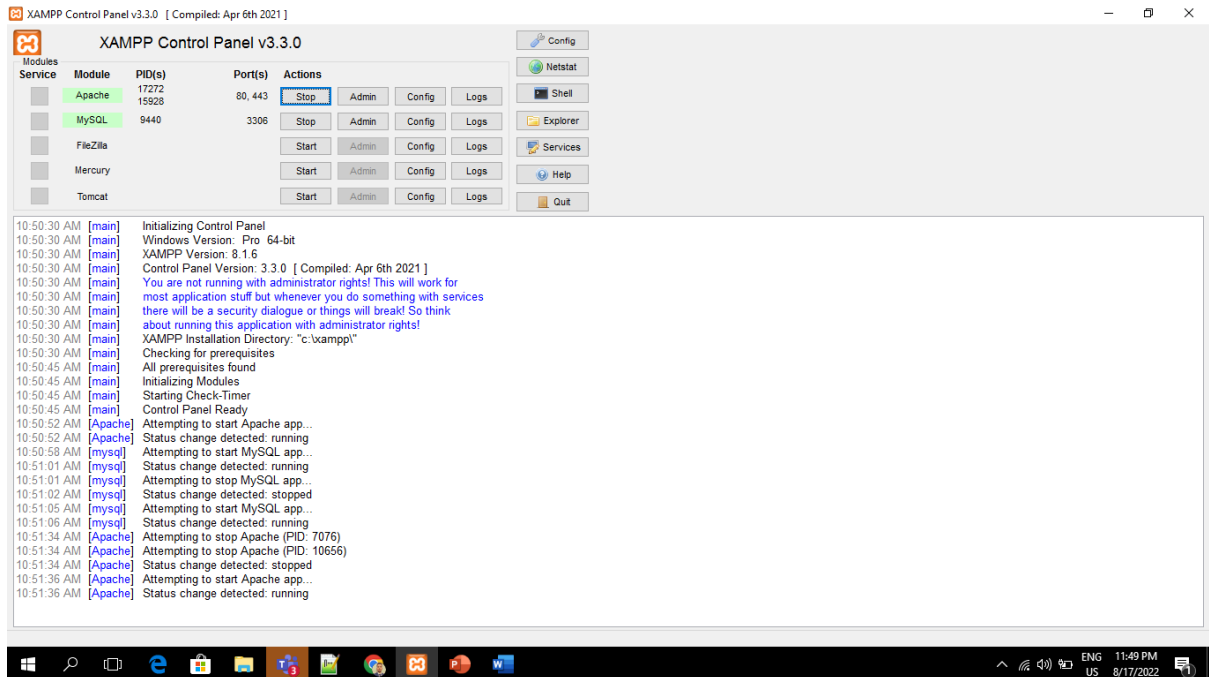 XAMPP Control Panel v3.3.0 [ Compiled: Apr 6th 2021 ]
XAMPP Control Panel v3.3.0
Config
Modules
Service Module PID(s) Port(s) Actions
Netstat
Apache 17272 80, 443 Stop Admin Config Logs
15928
Shell
MySQL 9440 3306 Stop Admin Config Logs
Explorer
FileZilla Start Admin Config Logs
Services
Mercury Start Admin Config Logs
Help
Tomcat Start Admin Config Logs
Quit
10:50:30 AM [main] Initializing Control Panel
10:50:30 AM [main] Windows Version: Pro 64-bit
10:50:30 AM [main] XAMPP Version: 8.1.6
10:50:30 AM [main] Control Panel Version: 3.3.0 [ Compiled: Apr 6th 2021 ]
10:50:30 AM [main] You are not running with administrator rights! This will work for
10:50:30 AM [main] most application stuff but whenever you do something with services
10:50:30 AM [main] there will be a security dialogue or things will break! So think
10:50:30 AM [main] about running this application with administrator rights!
10:50:30 AM [main] XAMPP Installation Directory: "c:\xampp\"
10:50:30 AM [main] Checking for prerequisites
10:50:45 AM [main] All prerequisites found
10:50:45 AM [main] Initializing Modules
10:50:45 AM [main] Starting Check-Timer
10:50:45 AM [main] Control Panel Ready
10:50:52 AM [Apache] Attempting to start Apache app...
10:50:52 AM [Apache] Status change detected: running
10:50:58 AM [mysql] Attempting to start MySQL app...
10:51:01 AM [mysql] Status change detected: running
10:51:01 AM [mysql] Attempting to stop MySQL app...
10:51:02 AM [mysql] Status change detected: stopped
10:51:05 AM [mysql] Attempting to start MySQL app...
10:51:06 AM [mysql] Status change detected: running
10:51:34 AM [Apache] Attempting to stop Apache (PID: 7076)
10:51:34 AM [Apache] Attempting to stop Apache (PID: 10656)
10:51:34 AM [Apache] Status change detected: stopped
10:51:36 AM [Apache] Attempting to start Apache app...
10:51:36 AM [Apache] Status change detected: running
ENG 11:49 PM
US 8/17/2022